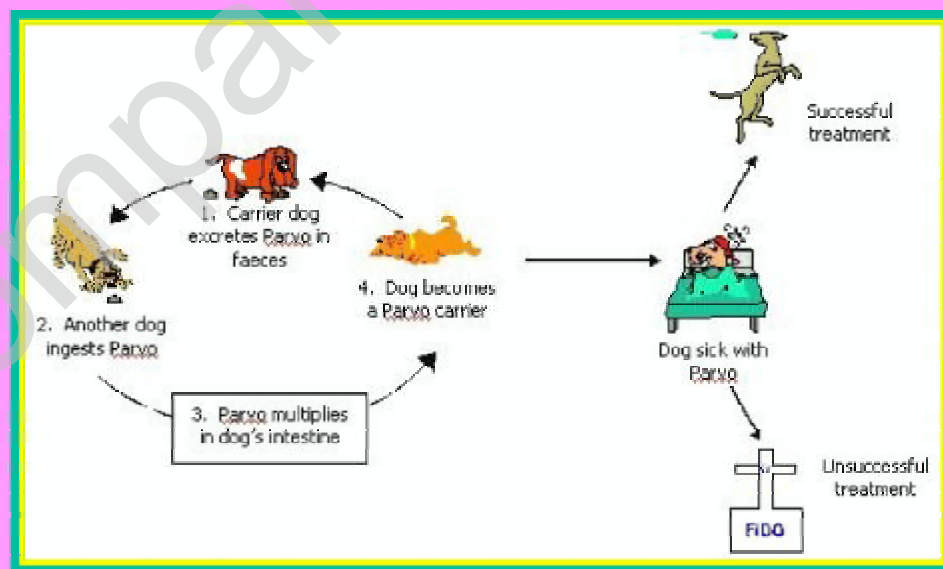 Successful
treatment
1. Carrier dog
excretes Parvo in
faeces
4. Dog becomes
a Parvo carrier
2. Another dog
ingests Parvo
3. Parvo multiplies
in dog's intestine
Dog sick with
Parvo
Unsuccessful
treatment
FIDO